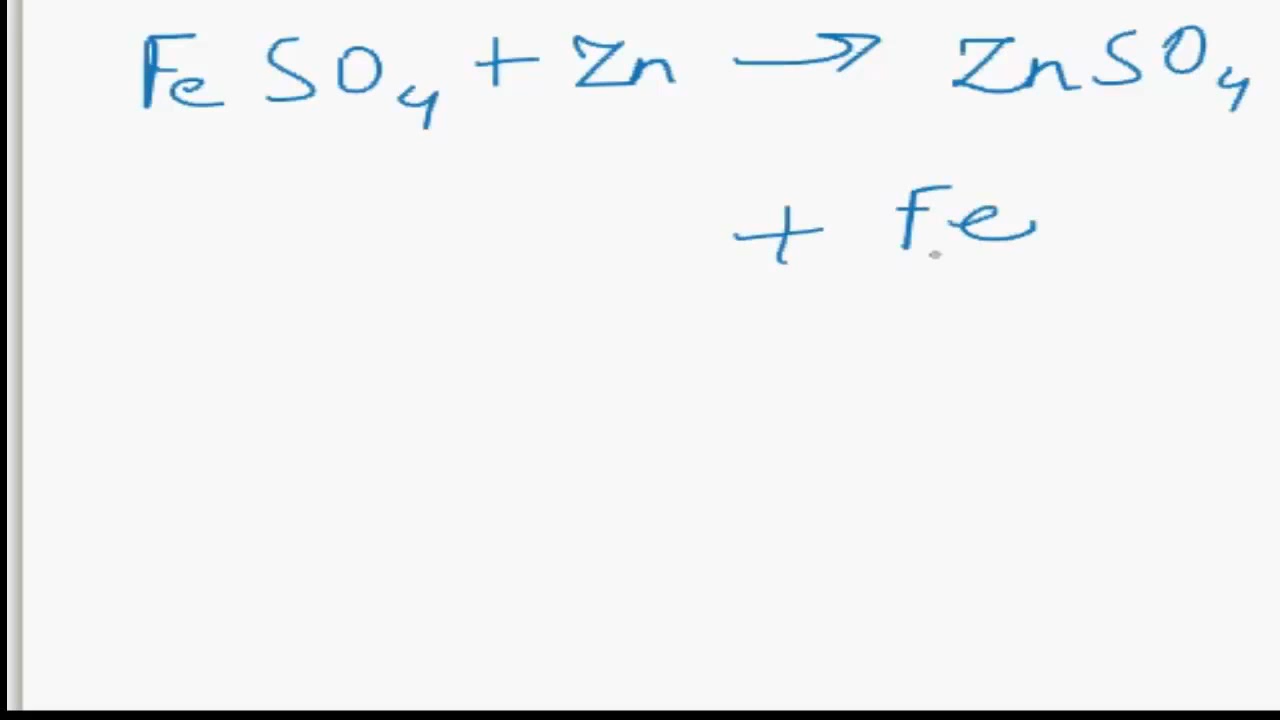 FeSO₄ + Zn → ZnSO₄
+ Fe